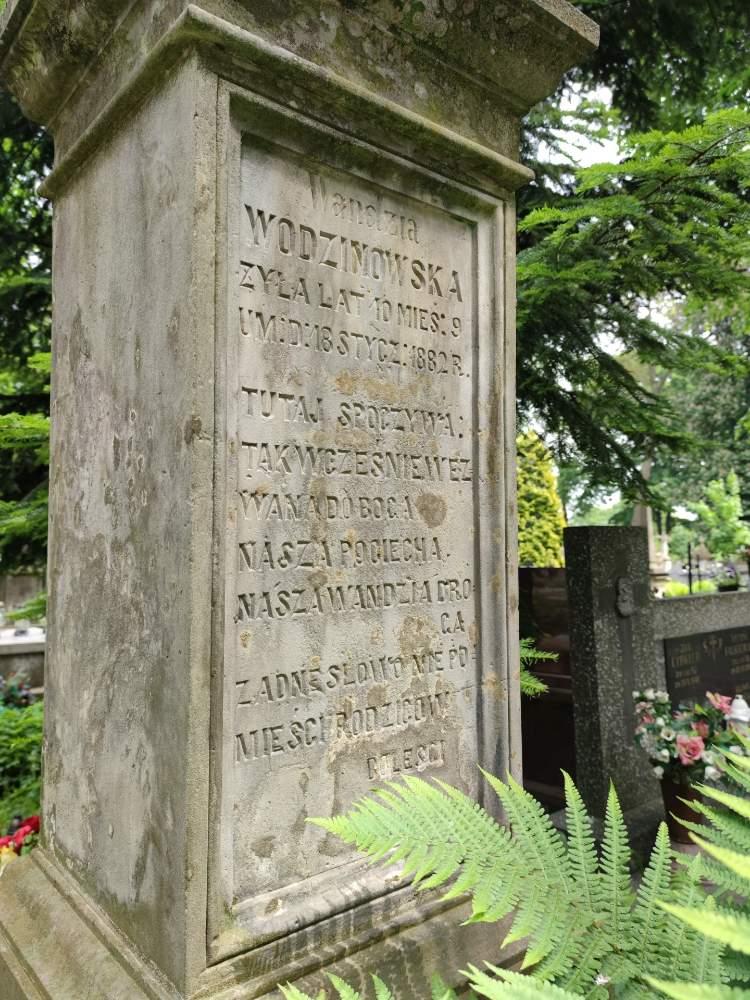 Wandzia
WODZINOWSKA
ŻYŁA LAT 10 MIES: 9
UM: D: 18 STYCZ: 1882 R.
TUTAJ SPOCZYWA:
TAK WCZEŚNIE WEZ-
WANA DO BOGA
NASZA POCIECHA.
NASZA WANDZIA DRO-
GA
ŻADNE SŁOWO NIE PO-
MIEŚCI RODZICÓW
BOLEŚCI